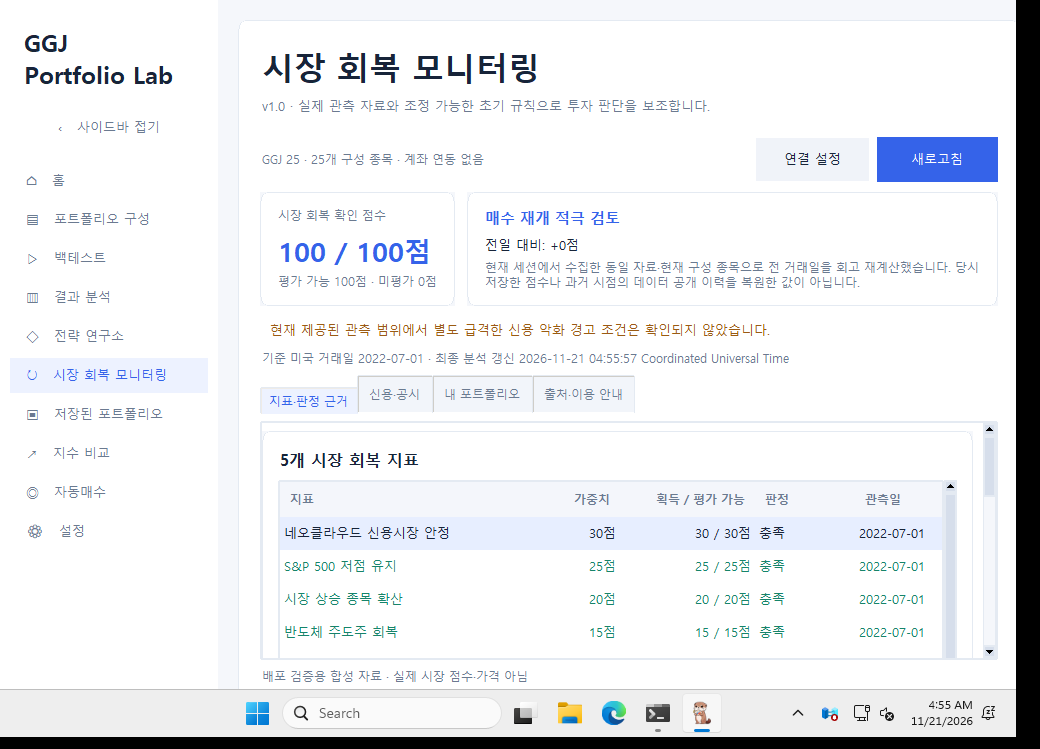 GGJ
Portfolio Lab
‹ 사이드바 접기
홈
포트폴리오 구성
백테스트
결과 분석
전략 연구소
시장 회복 모니터링
저장된 포트폴리오
지수 비교
자동매수
설정
시장 회복 모니터링
v1.0 · 실제 관측 자료와 조정 가능한 초기 규칙으로 투자 판단을 보조합니다.
GGJ 25 · 25개 구성 종목 · 계좌 연동 없음
연결 설정
새로고침
시장 회복 확인 점수
100 / 100점
평가 가능 100점 · 미평가 0점
매수 재개 적극 검토
전일 대비: +0점
현재 세션에서 수집한 동일 자료·현재 구성 종목으로 전 거래일을 회고 재계산했습니다. 당시
저장한 점수나 과거 시점의 데이터 공개 이력을 복원한 값이 아닙니다.
현재 제공된 관측 범위에서 별도 급격한 신용 악화 경고 조건은 확인되지 않았습니다.
기준 미국 거래일 2022-07-01 · 최종 분석 갱신 2026-11-21 04:55:57 Coordinated Universal Time
지표·판정 근거
신용·공시
내 포트폴리오
출처·이용 안내
5개 시장 회복 지표
지표 가중치 획득 / 평가 가능 판정 관측일
네오클라우드 신용시장 안정 30점 30 / 30점 충족 2022-07-01
S&P 500 저점 유지 25점 25 / 25점 충족 2022-07-01
시장 상승 종목 확산 20점 20 / 20점 충족 2022-07-01
반도체 주도주 회복 15점 15 / 15점 충족 2022-07-01
배포 검증용 합성 자료 · 실제 시장 점수·가격 아님
Search
4:55 AM
11/21/2026